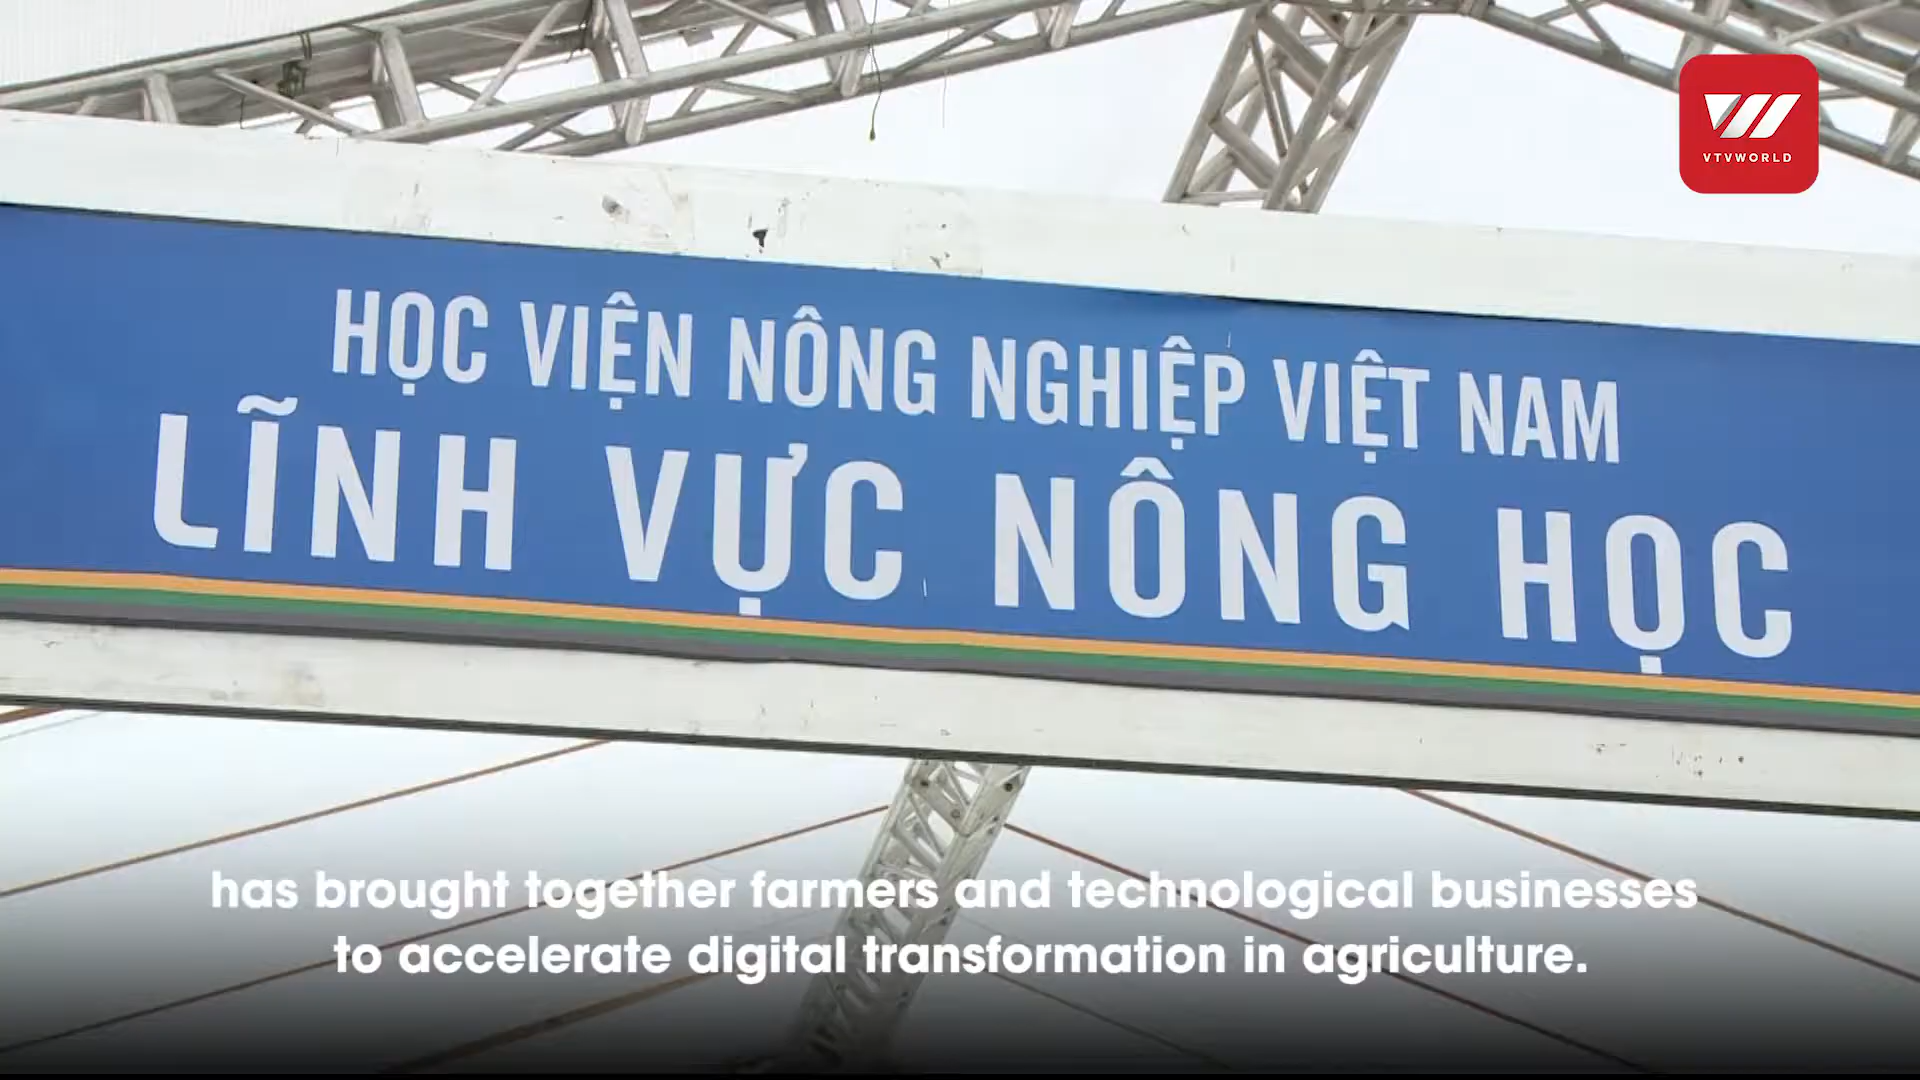 VTVWORLD
HỌC VIỆN NÔNG NGHIỆP VIỆT NAM
LĨNH VỰC NÔNG HỌC
has brought together farmers and technological businesses
to accelerate digital transformation in agriculture.